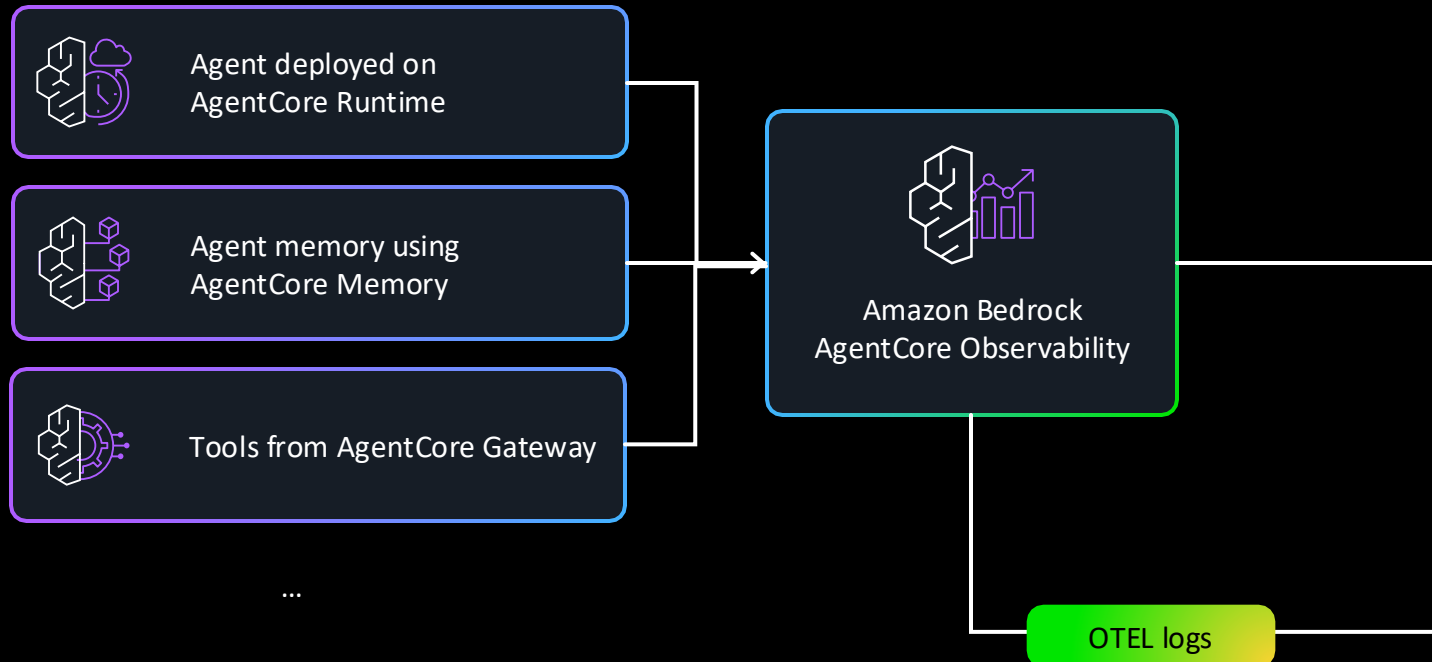 Agent deployed on
AgentCore Runtime
Agent memory using
AgentCore Memory
Tools from AgentCore Gateway
...
Amazon Bedrock
AgentCore Observability
OTEL logs